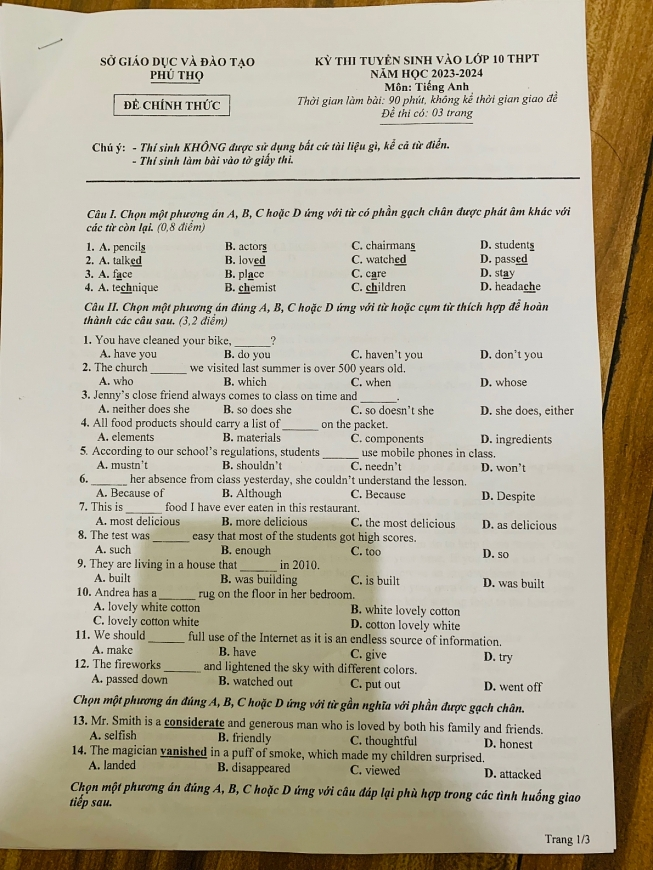 SỞ GIÁO DỤC VÀ ĐÀO TẠO
PHÚ THỌ
ĐỀ CHÍNH THỨC
KỲ THI TUYỂN SINH VÀO LỚP 10 THPT
NĂM HỌC 2023-2024
Môn: Tiếng Anh
Thời gian làm bài: 90 phút, không kể thời gian giao đề
Đề thi có: 03 trang
Chú ý: - Thí sinh KHÔNG được sử dụng bất cứ tài liệu gì, kể cả từ điển.
- Thí sinh làm bài vào tờ giấy thi.
Câu I. Chọn một phương án A, B, C hoặc D ứng với từ có phần gạch chân được phát âm khác với
các từ còn lại. (0,8 điểm)
1. A. pencils B. actors C. chairmans D. students
2. A. talked B. loved C. watched D. passed
3. A. face B. place C. care D. stay
4. A. technique B. chemist C. children D. headache
Câu II. Chọn một phương án đúng A, B, C hoặc D ứng với từ hoặc cụm từ thích hợp để hoàn
thành các câu sau. (3,2 điểm)
1. You have cleaned your bike, ______?
A. have you B. do you C. haven't you D. don't you
2. The church ______ we visited last summer is over 500 years old.
A. who B. which C. when D. whose
3. Jenny's close friend always comes to class on time and ______.
A. neither does she B. so does she C. so doesn't she D. she does, either
4. All food products should carry a list of ______ on the packet.
A. elements B. materials C. components D. ingredients
5. According to our school's regulations, students ______ use mobile phones in class.
A. mustn't B. shouldn't C. needn't D. won't
6. ______ her absence from class yesterday, she couldn't understand the lesson.
A. Because of B. Although C. Because D. Despite
7. This is ______ food I have ever eaten in this restaurant.
A. most delicious B. more delicious C. the most delicious D. as delicious
8. The test was ______ easy that most of the students got high scores.
A. such B. enough C. too D. so
9. They are living in a house that ______ in 2010.
A. built B. was building C. is built D. was built
10. Andrea has a ______ rug on the floor in her bedroom.
A. lovely white cotton B. white lovely cotton
C. lovely cotton white D. cotton lovely white
11. We should ______ full use of the Internet as it is an endless source of information.
A. make B. have C. give D. try
12. The fireworks ______ and lightened the sky with different colors.
A. passed down B. watched out C. put out D. went off
Chọn một phương án đúng A, B, C hoặc D ứng với từ gần nghĩa với phần được gạch chân.
13. Mr. Smith is a considerate and generous man who is loved by both his family and friends.
A. selfish B. friendly C. thoughtful D. honest
14. The magician vanished in a puff of smoke, which made my children surprised.
A. landed B. disappeared C. viewed D. attacked
Chọn một phương án đúng A, B, C hoặc D ứng với câu đáp lại phù hợp trong các tình huống giao
tiếp sau.
Trang 1/3